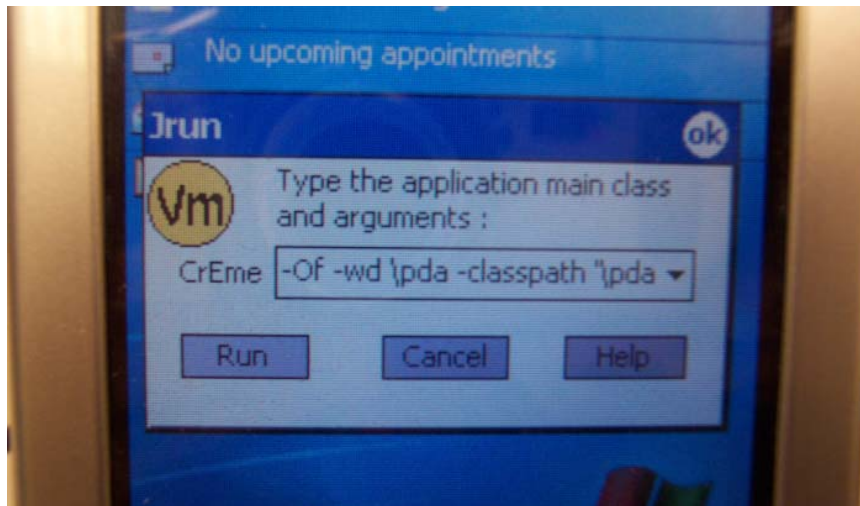 No upcoming appointments
Jrun
ok
Vm
Type the application main class
and arguments :
CrEme
-Of -wd \pda -classpath "\pda
Run
Cancel
Help